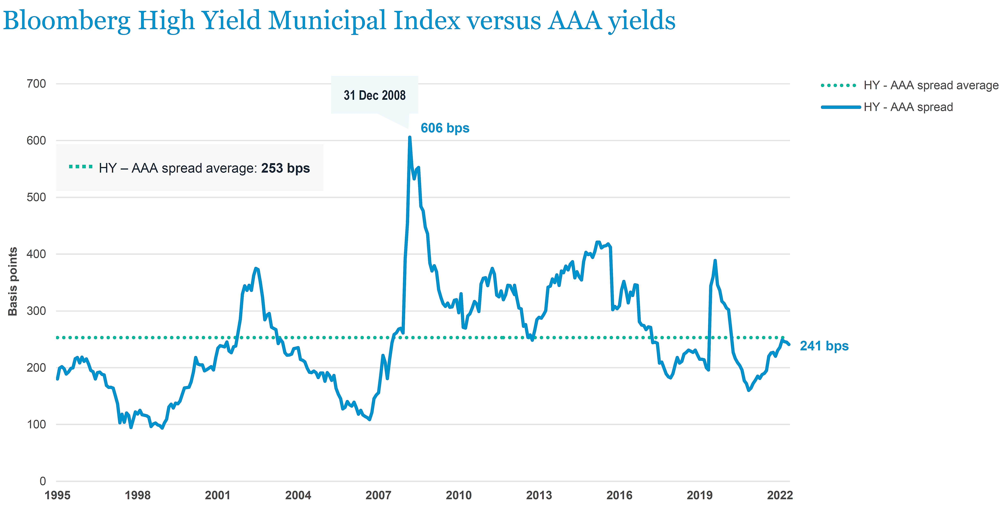 Bloomberg High Yield Municipal Index versus AAA yields
HY - AAA spread average
HY - AAA spread
31 Dec 2008
606 bps
HY – AAA spread average: 253 bps
241 bps
Basis points
700
600
500
400
300
200
100
0
1995 1998 2001 2004 2007 2010 2013 2016 2019 2022